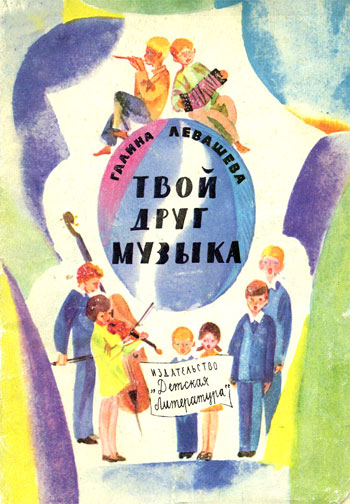 ГАЛИНА ЛЕВАШЕВА
ТВОЙ
ДРУГ
МУЗЫКА
ИЗДАТЕЛЬСТВО
„Детская
Литература"